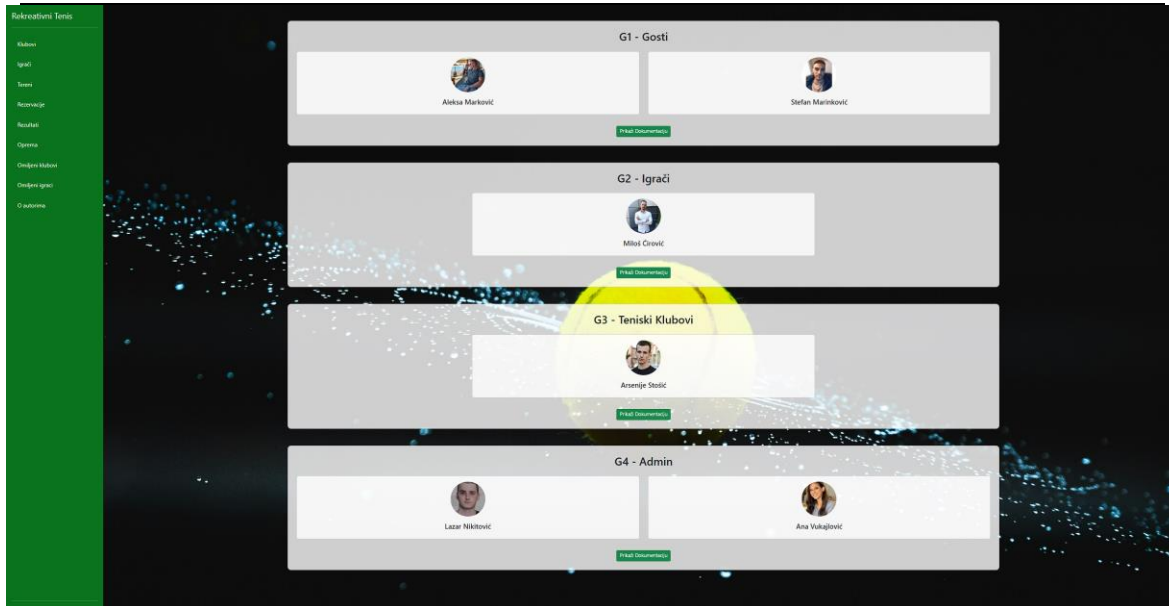 Rekreativni Tenis
Klubovi
Igrači
Tereni
Rezervacije
Rezultati
Oprema
Omiljeni klubovi
Omiljeni igraci
O autorima
G1 - Gosti
Aleksa Marković
Stefan Marinković
Prikaži Dokumentaciju
G2 - Igrači
Miloš Ćirović
Prikaži Dokumentaciju
G3 - Teniski Klubovi
Arsenije Stošić
Prikaži Dokumentaciju
G4 - Admin
Lazar Nikitović
Ana Vukajlović
Prikaži Dokumentaciju